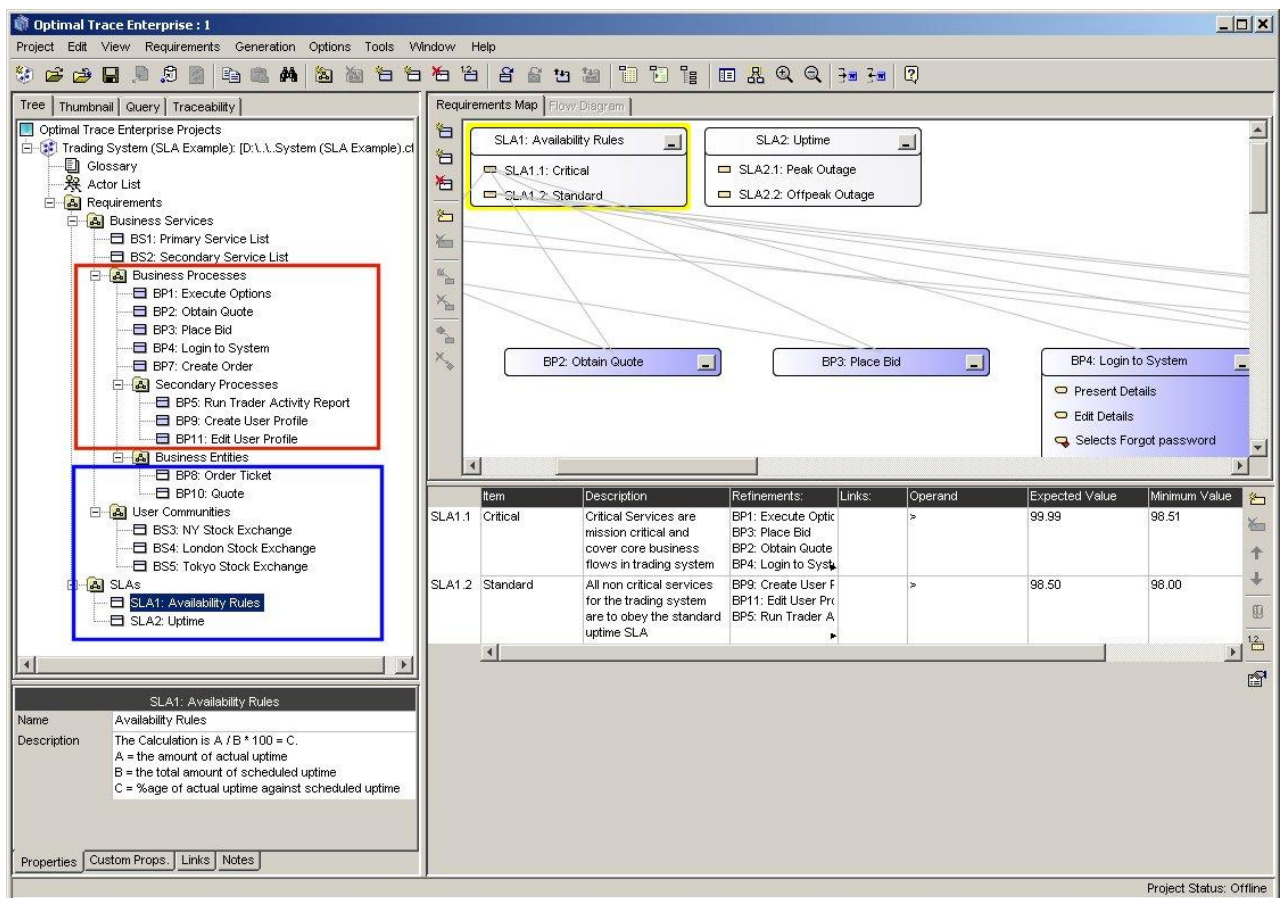 Optimal Trace Enterprise : 1
Project Edit View Requirements Generation Options Tools Window Help
Tree Thumbnail Query Traceability
Optimal Trace Enterprise Projects
Trading System (SLA Example): [D:\..\..System (SLA Example).ct
Glossary
Actor List
Requirements
Business Services
BS1: Primary Service List
BS2: Secondary Service List
Business Processes
BP1: Execute Options
BP2: Obtain Quote
BP3: Place Bid
BP4: Login to System
BP7: Create Order
Secondary Processes
BP5: Run Trader Activity Report
BP9: Create User Profile
BP11: Edit User Profile
Business Entities
BP8: Order Ticket
BP10: Quote
User Communities
BS3: NY Stock Exchange
BS4: London Stock Exchange
BS5: Tokyo Stock Exchange
SLAs
SLA1: Availability Rules
SLA2: Uptime
SLA1: Availability Rules
Name Availability Rules
Description The Calculation is A / B * 100 = C.
A = the amount of actual uptime
B = the total amount of scheduled uptime
C = %age of actual uptime against scheduled uptime
Properties Custom Props. Links Notes
Requirements Map Flow Diagram
SLA1: Availability Rules
SLA1.1: Critical
SLA1.2: Standard
SLA2: Uptime
SLA2.1: Peak Outage
SLA2.2: Offpeak Outage
BP2: Obtain Quote
BP3: Place Bid
BP4: Login to System
Present Details
Edit Details
Selects Forgot password
Item Description Refinements: Links: Operand Expected Value Minimum Value
SLA1.1 Critical Critical Services are BP1: Execute Optic > 99.99 98.51
mission critical and BP3: Place Bid
cover core business BP2: Obtain Quote
flows in trading system BP4: Login to Syst
SLA1.2 Standard All non critical services BP9: Create User F > 98.50 98.00
for the trading system BP11: Edit User Prc
are to obey the standard BP5: Run Trader A
uptime SLA
Project Status: Offline